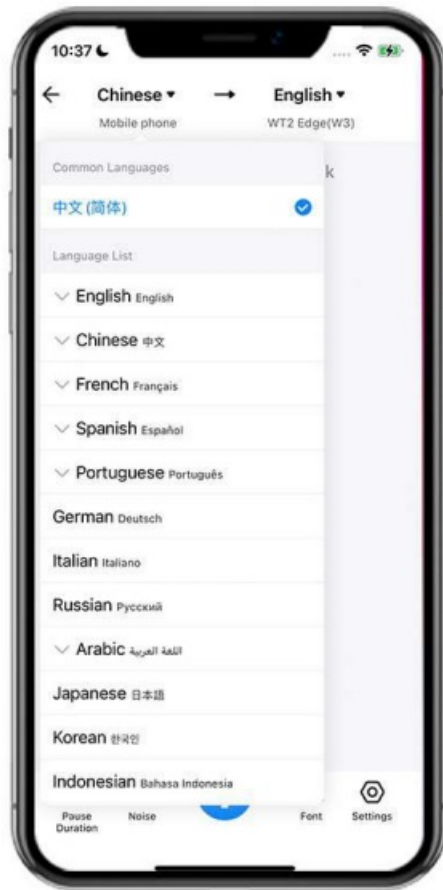 10:37
Chinese → English
Mobile phone WT2 Edge(W3)
k
Common Languages
中文 (简体)
Language List
English English
Chinese 中文
French Français
Spanish Español
Portuguese Português
German Deutsch
Italian Italiano
Russian Русский
Arabic اللغة العربية
Japanese 日本語
Korean 한국인
Indonesian Bahasa Indonesia
Pause Duration
Noise
Font
Settings